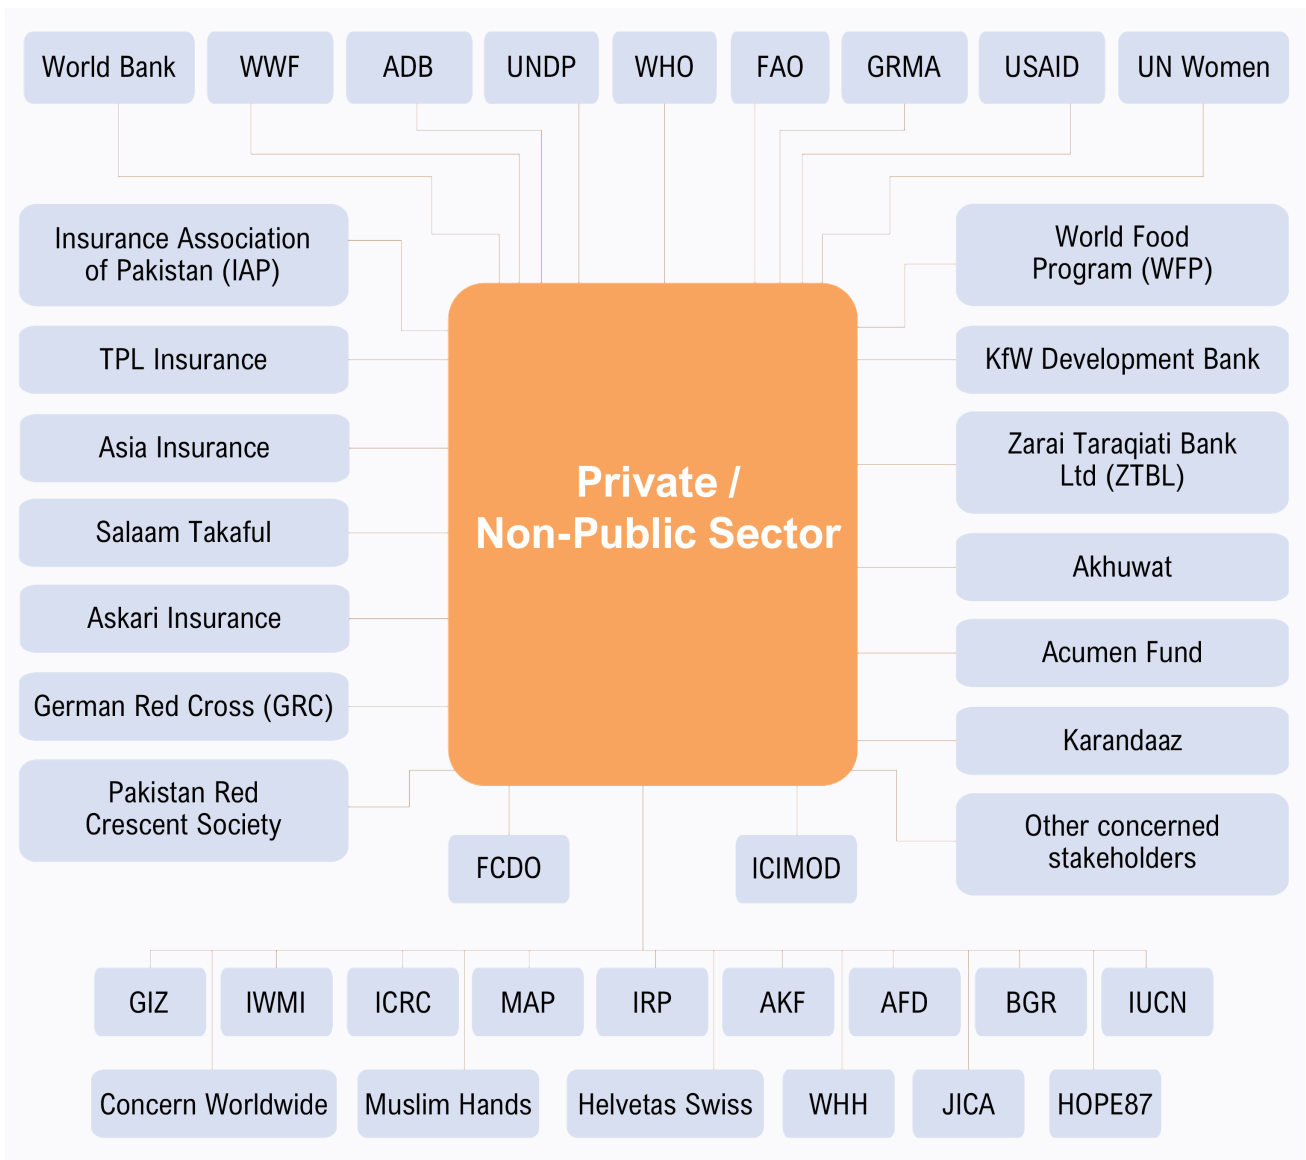 World Bank
WWF
ADB
UNDP
WHO
FAO
GRMA
USAID
UN Women
Insurance Association
of Pakistan (IAP)
TPL Insurance
Asia Insurance
Salaam Takaful
Askari Insurance
German Red Cross (GRC)
Pakistan Red
Crescent Society
Private /
Non-Public Sector
World Food
Program (WFP)
KfW Development Bank
Zarai Taraqiati Bank
Ltd (ZTBL)
Akhuwat
Acumen Fund
Karandaaz
Other concerned
stakeholders
FCDO
ICIMOD
GIZ
IWMI
ICRC
MAP
IRP
AKF
AFD
BGR
IUCN
Concern Worldwide
Muslim Hands
Helvetas Swiss
WHH
JICA
HOPE87